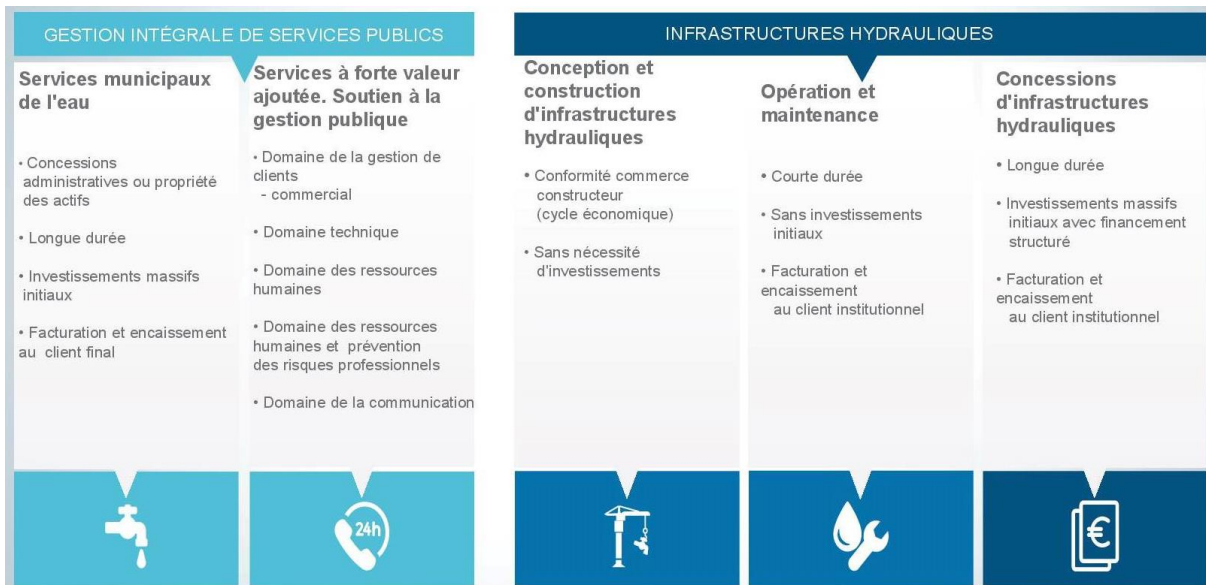 GESTION INTÉGRALE DE SERVICES PUBLICS
Services municipaux
de l'eau
• Concessions
administratives ou propriété
des actifs
• Longue durée
• Investissements massifs
initiaux
• Facturation et encaissement
au client final
Services à forte valeur
ajoutée. Soutien à la
gestion publique
• Domaine de la gestion de
clients
- commercial
• Domaine technique
• Domaine des ressources
humaines
• Domaine des ressources
humaines et prévention
des risques professionnels
• Domaine de la communication
24h
INFRASTRUCTURES HYDRAULIQUES
Conception et
construction
d'infrastructures
hydrauliques
• Conformité commerce
constructeur
(cycle économique)
• Sans nécessité
d'investissements
Opération et
maintenance
• Courte durée
• Sans investissements
initiaux
• Facturation et
encaissement
au client institutionnel
Concessions
d'infrastructures
hydrauliques
• Longue durée
• Investissements massifs
initiaux avec financement
structuré
• Facturation et
encaissement
au client institutionnel
€